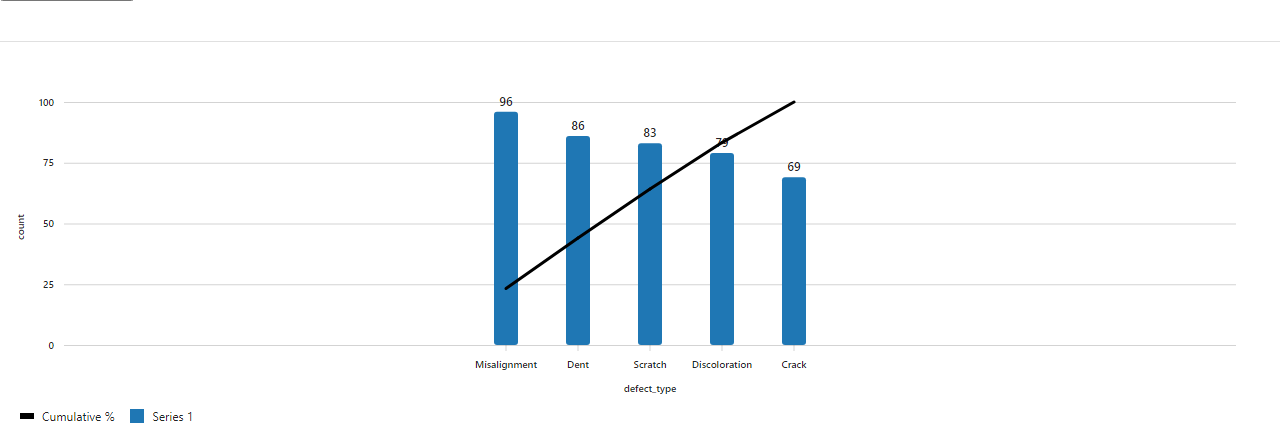 96
100
86
83
79
75
69
50
count
25
0
Misalignment Dent Scratch Discoloration Crack
defect_type
Cumulative % Series 1